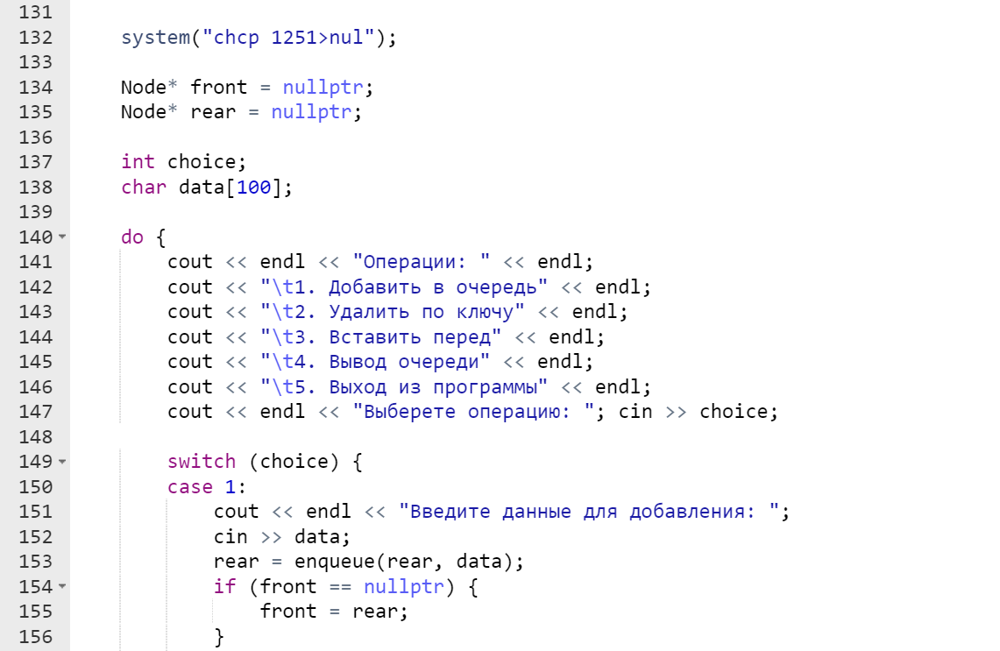 131
132 system("chcp 1251>nul");
133
134 Node* front = nullptr;
135 Node* rear = nullptr;
136
137 int choice;
138 char data[100];
139
140 do {
141 cout << endl << "Операции: " << endl;
142 cout << "\t1. Добавить в очередь" << endl;
143 cout << "\t2. Удалить по ключу" << endl;
144 cout << "\t3. Вставить перед" << endl;
145 cout << "\t4. Вывод очереди" << endl;
146 cout << "\t5. Выход из программы" << endl;
147 cout << endl << "Выберете операцию: "; cin >> choice;
148
149 switch (choice) {
150 case 1:
151 cout << endl << "Введите данные для добавления: ";
152 cin >> data;
153 rear = enqueue(rear, data);
154 if (front == nullptr) {
155 front = rear;
156 }